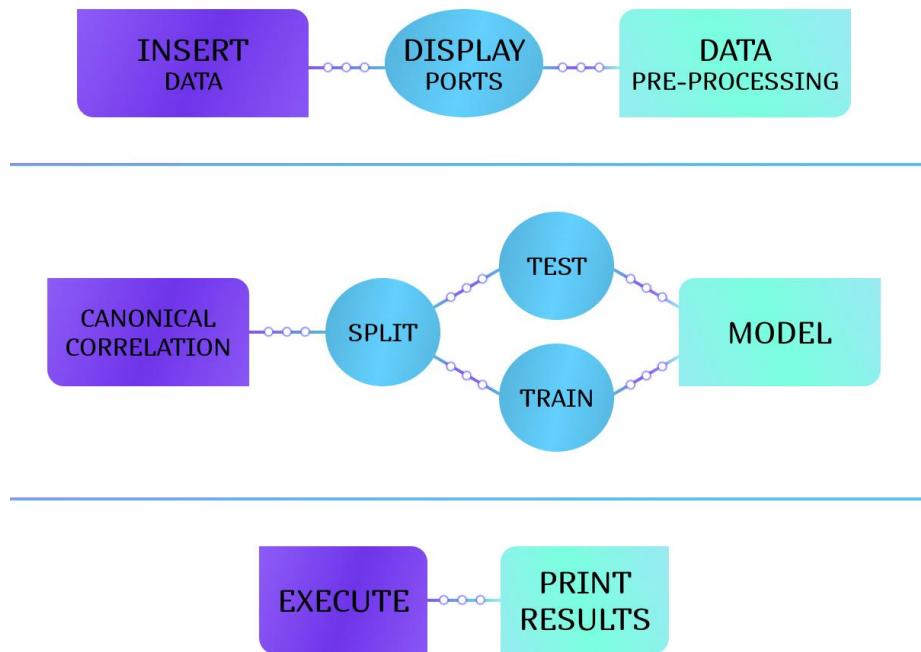 INSERT
DATA
DISPLAY
PORTS
DATA
PRE-PROCESSING
CANONICAL
CORRELATION
SPLIT
TEST
TRAIN
MODEL
EXECUTE
PRINT
RESULTS